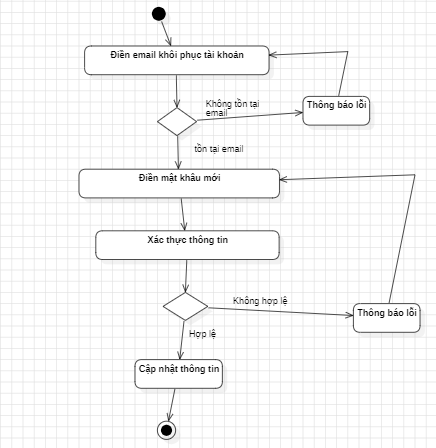 Điền email khôi phục tài khoản
Không tồn tại
email
Thông báo lỗi
tồn tại email
Điền mật khẩu mới
Xác thực thông tin
Không hợp lệ
Thông báo lỗi
Hợp lệ
Cập nhật thông tin